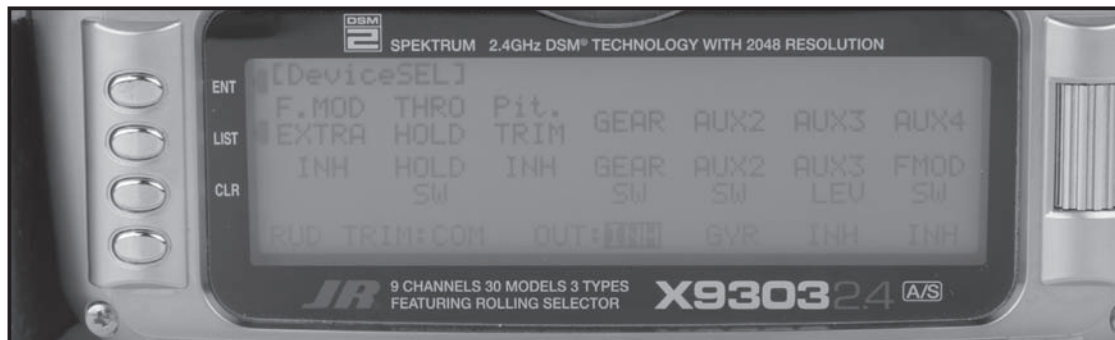 DSM
2 SPEKTRUM 2.4GHz DSM® TECHNOLOGY WITH 2048 RESOLUTION
ENT
LIST
CLR
[DeviceSEL]
F.MOD THRO Pit. GEAR AUX2 AUX3 AUX4
EXTRA HOLD TRIM
INH HOLD INH GEAR AUX2 AUX3 FMOD
SW SW SW LEV SW
RUD TRIM:COM OUT:INH GYR INH INH
JR 9 CHANNELS 30 MODELS 3 TYPES
FEATURING ROLLING SELECTOR
X9303 2.4 A/S